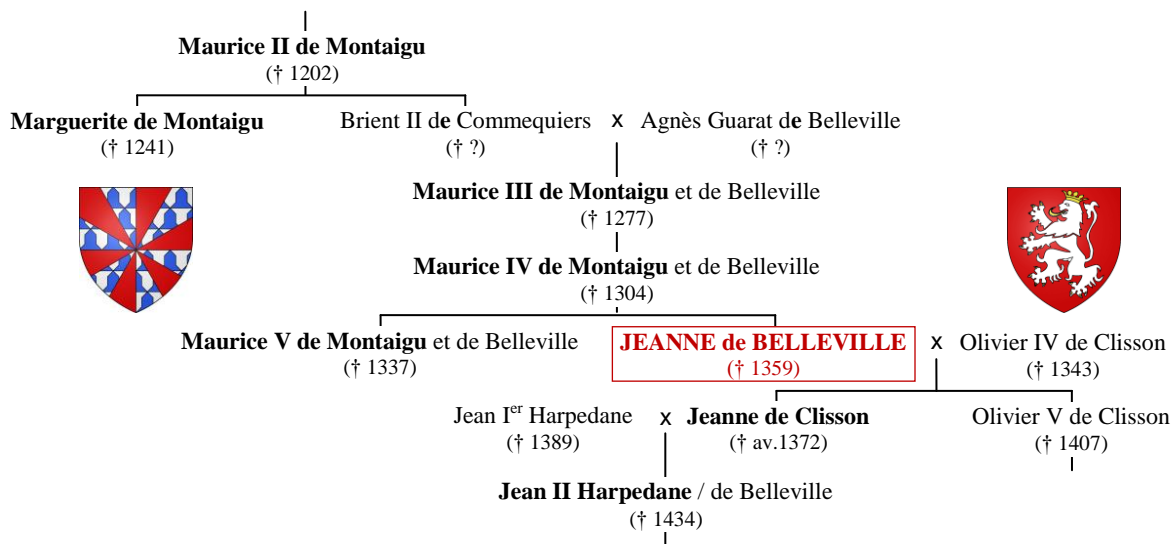 Maurice II de Montaigu
(† 1202)
Marguerite de Montaigu Brient II de Commequiers x Agnès Guarat de Belleville
(† 1241) († ?) († ?)
Maurice III de Montaigu et de Belleville
(† 1277)
Maurice IV de Montaigu et de Belleville
(† 1304)
Maurice V de Montaigu et de Belleville JEANNE de BELLEVILLE x Olivier IV de Clisson
(† 1337) († 1359) († 1343)
Jean Ier Harpedane x Jeanne de Clisson Olivier V de Clisson
(† 1389) († av.1372) († 1407)
Jean II Harpedane / de Belleville
(† 1434)